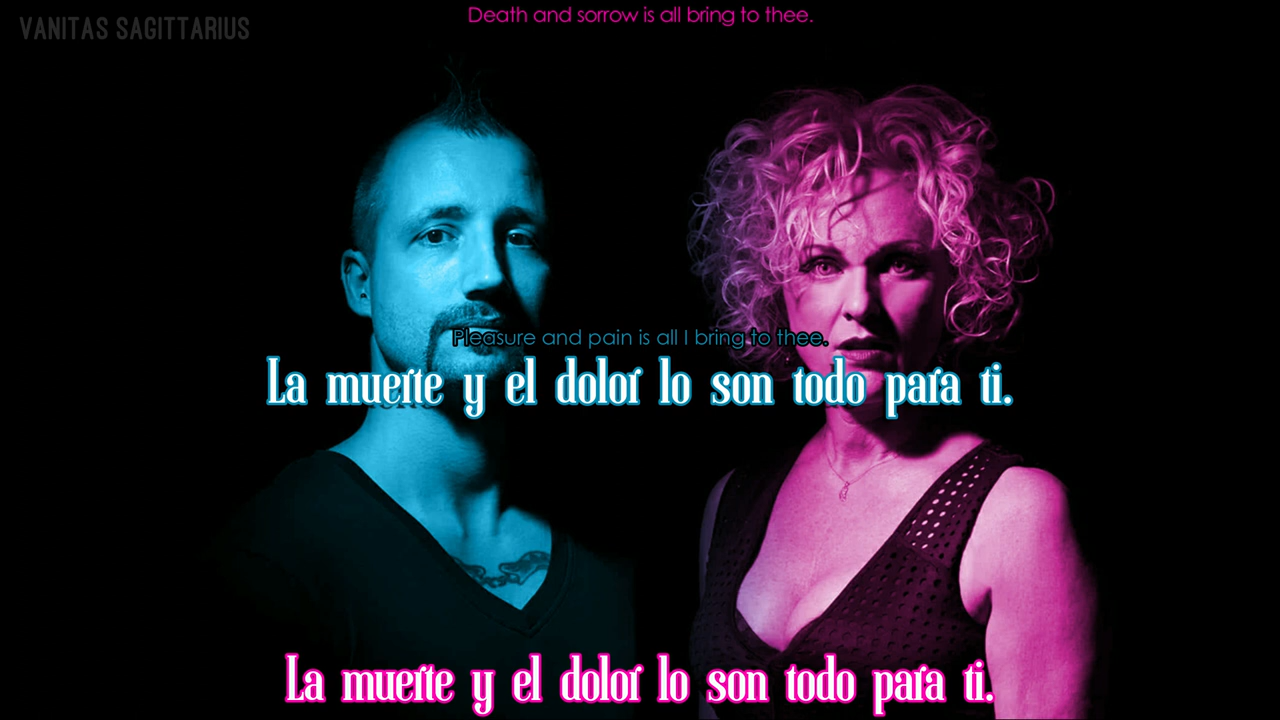 Death and sorrow is all bring to thee.
VANITAS SAGITTARIUS
Pleasure and pain is all I bring to thee.
La muerte y el dolor lo son todo para ti.
La muerte y el dolor lo son todo para ti.